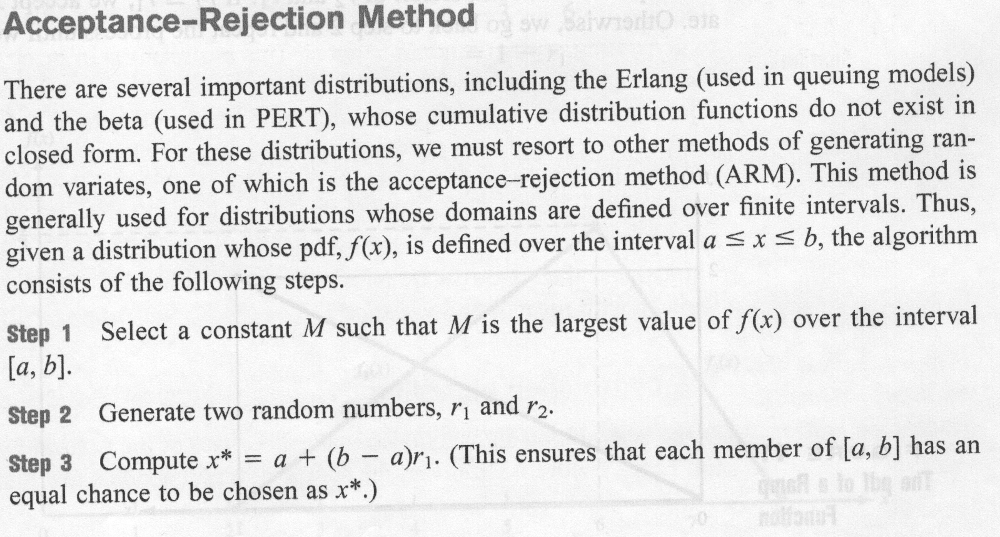 Acceptance–Rejection Method
There are several important distributions, including the Erlang (used in queuing models)
and the beta (used in PERT), whose cumulative distribution functions do not exist in
closed form. For these distributions, we must resort to other methods of generating ran-
dom variates, one of which is the acceptance–rejection method (ARM). This method is
generally used for distributions whose domains are defined over finite intervals. Thus,
given a distribution whose pdf, f(x), is defined over the interval a ≤ x ≤ b, the algorithm
consists of the following steps.
Step 1 Select a constant M such that M is the largest value of f(x) over the interval
[a, b].
Step 2 Generate two random numbers, r₁ and r₂.
Step 3 Compute x* = a + (b − a)r₁. (This ensures that each member of [a, b] has an
equal chance to be chosen as x*.)